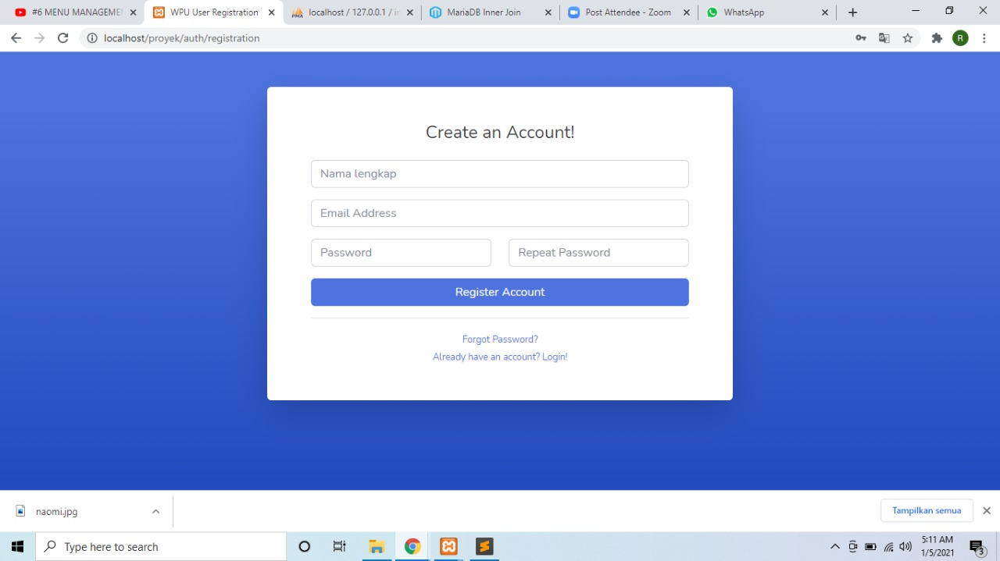 #6 MENU MANAGEME
WPU User Registration
localhost / 127.0.0.1 / i
MariaDB Inner Join
Post Attendee - Zoom
WhatsApp
localhost/proyek/auth/registration
R
Create an Account!
Nama lengkap
Email Address
Password
Repeat Password
Register Account
Forgot Password?
Already have an account? Login!
naomi.jpg
Tampilkan semua
Type here to search
5:11 AM
1/5/2021
3